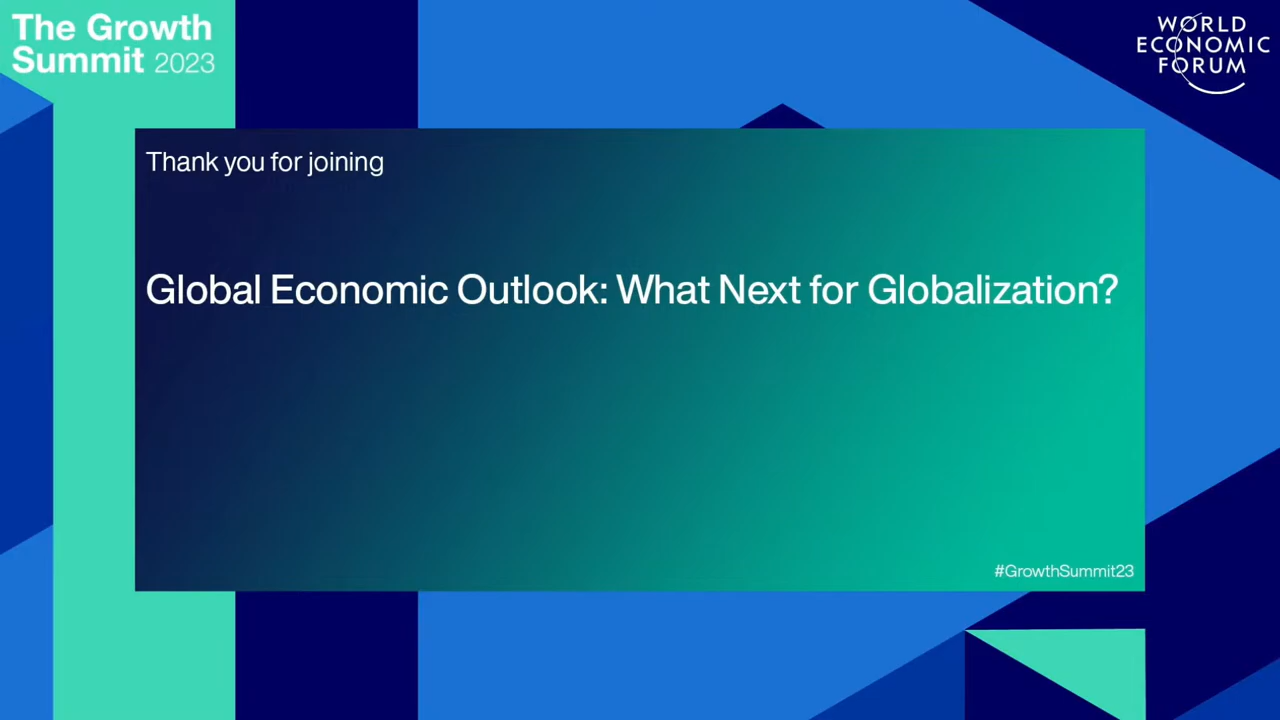 The Growth
Summit 2023
WORLD
ECONOMIC
FORUM
Thank you for joining
Global Economic Outlook: What Next for Globalization?
#GrowthSummit23